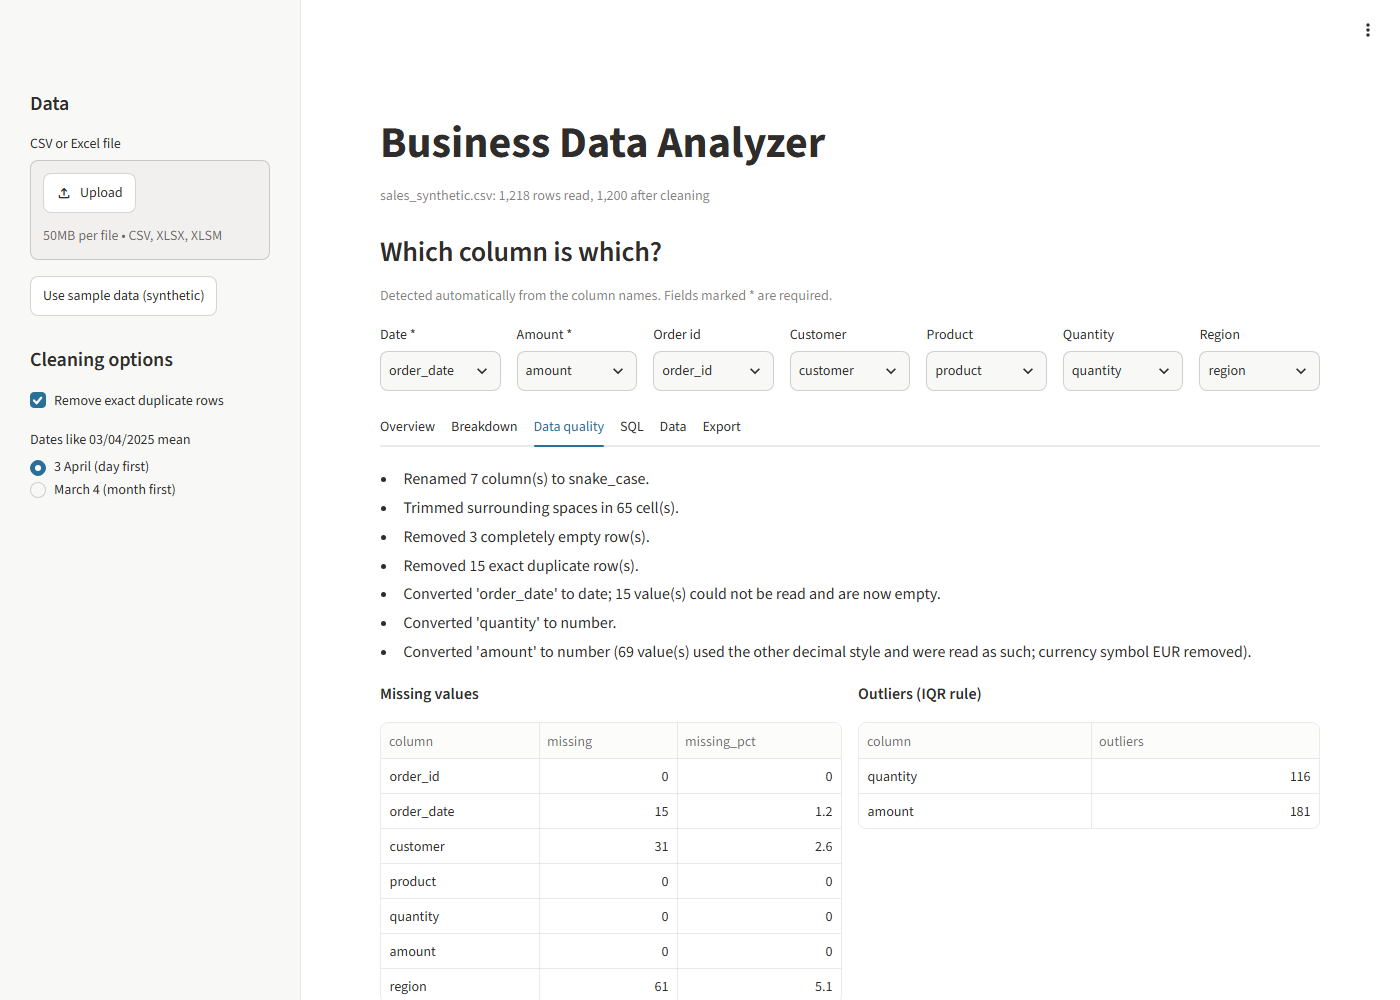 Data
CSV or Excel file
Upload
50MB per file • CSV, XLSX, XLSM
Use sample data (synthetic)
Cleaning options
Remove exact duplicate rows
Dates like 03/04/2025 mean
3 April (day first)
March 4 (month first)
Business Data Analyzer
sales_synthetic.csv: 1,218 rows read, 1,200 after cleaning
Which column is which?
Detected automatically from the column names. Fields marked * are required.
Date * Amount * Order id Customer Product Quantity Region
order_date amount order_id customer product quantity region
Overview Breakdown Data quality SQL Data Export
• Renamed 7 column(s) to snake_case.
• Trimmed surrounding spaces in 65 cell(s).
• Removed 3 completely empty row(s).
• Removed 15 exact duplicate row(s).
• Converted 'order_date' to date; 15 value(s) could not be read and are now empty.
• Converted 'quantity' to number.
• Converted 'amount' to number (69 value(s) used the other decimal style and were read as such; currency symbol EUR removed).
Missing values
column missing missing_pct
order_id 0 0
order_date 15 1.2
customer 31 2.6
product 0 0
quantity 0 0
amount 0 0
region 61 5.1
Outliers (IQR rule)
column outliers
quantity 116
amount 181